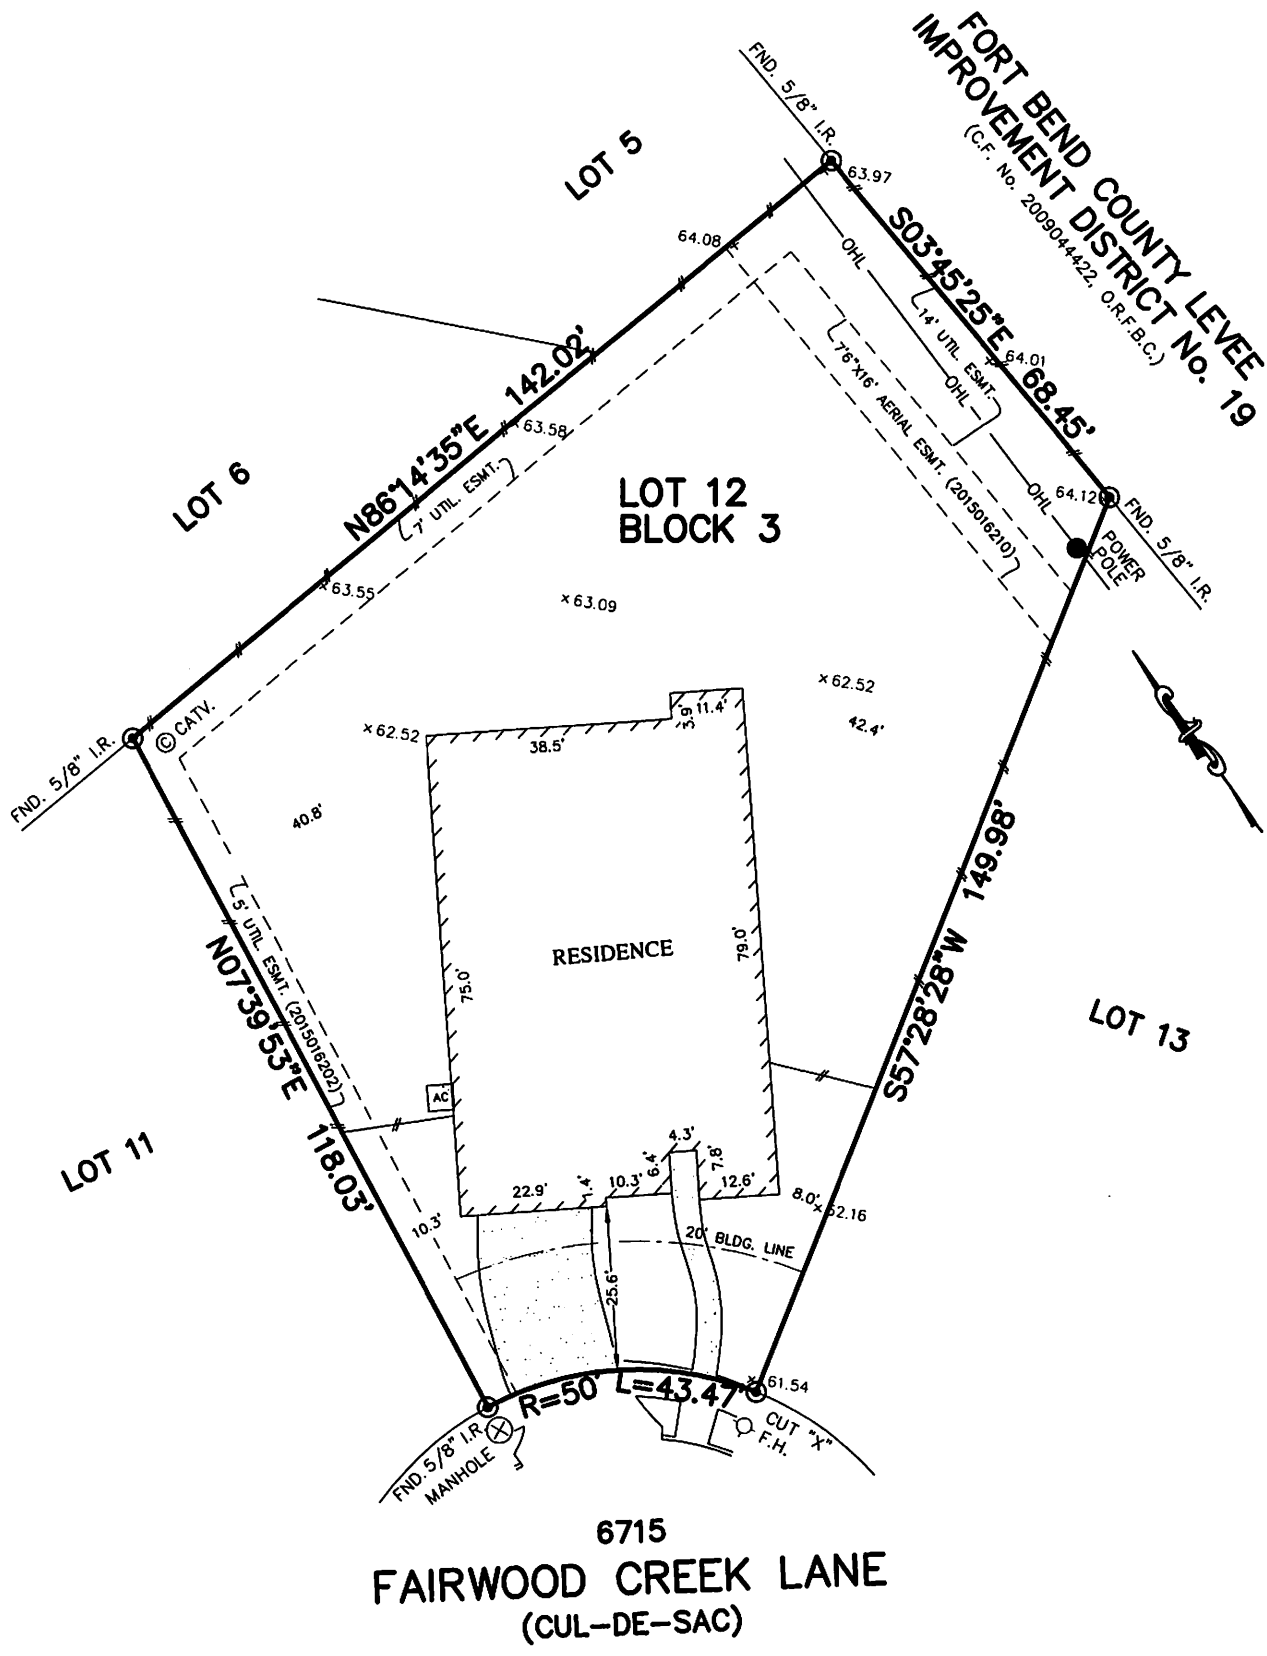 FND. 5/8" I.R.
FORT BEND COUNTY LEVEE
IMPROVEMENT DISTRICT No. 19
(C.F. No. 2009044422, O.R.F.B.C.)
LOT 5
63.97
64.08
OHL
S03°45'25"E 68.45'
14' UTIL. ESMT.
64.01
7'6"X16' AERIAL ESMT. (2015016210)
OHL
N86°14'35"E 142.02'
63.58
7' UTIL. ESMT.
LOT 6
LOT 12
BLOCK 3
OHL
64.12
FND. 5/8" I.R.
POWER
POLE
63.55
63.09
62.52
42.4'
CATV.
C
FND. 5/8" I.R.
62.52
38.5'
3.9'
11.4'
40.8'
5' UTIL. ESMT. (2015016202)
N07°39'53"E 118.03'
RESIDENCE
75.0'
79.0'
S57°28'28"W 149.98'
LOT 13
AC
LOT 11
4.3'
6.4'
7.8'
22.9'
1.4'
10.3'
12.6'
8.0'
62.16
10.3'
20' BLDG. LINE
25.6'
R=50' L=43.47'
61.54
CUT "X"
F.H.
FND. 5/8" I.R.
MANHOLE
6715
FAIRWOOD CREEK LANE
(CUL-DE-SAC)